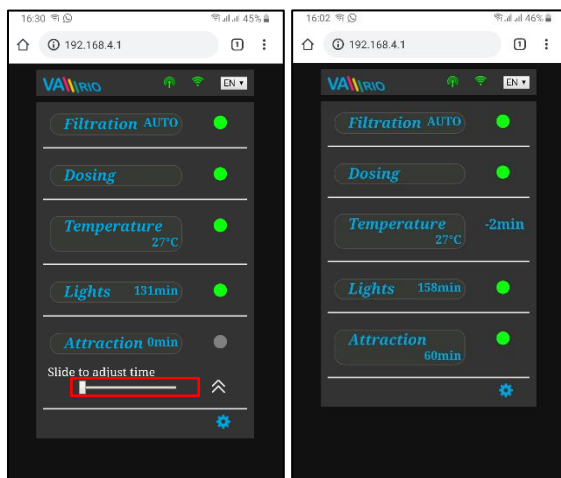 16:30 45%
192.168.4.1 1
VAllIRIO EN
Filtration AUTO
Dosing
Temperature
27°C
Lights 131min
Attraction 0min
Slide to adjust time
16:02 46%
192.168.4.1 1
VAllIRIO EN
Filtration AUTO
Dosing
Temperature -2min
27°C
Lights 158min
Attraction
60min